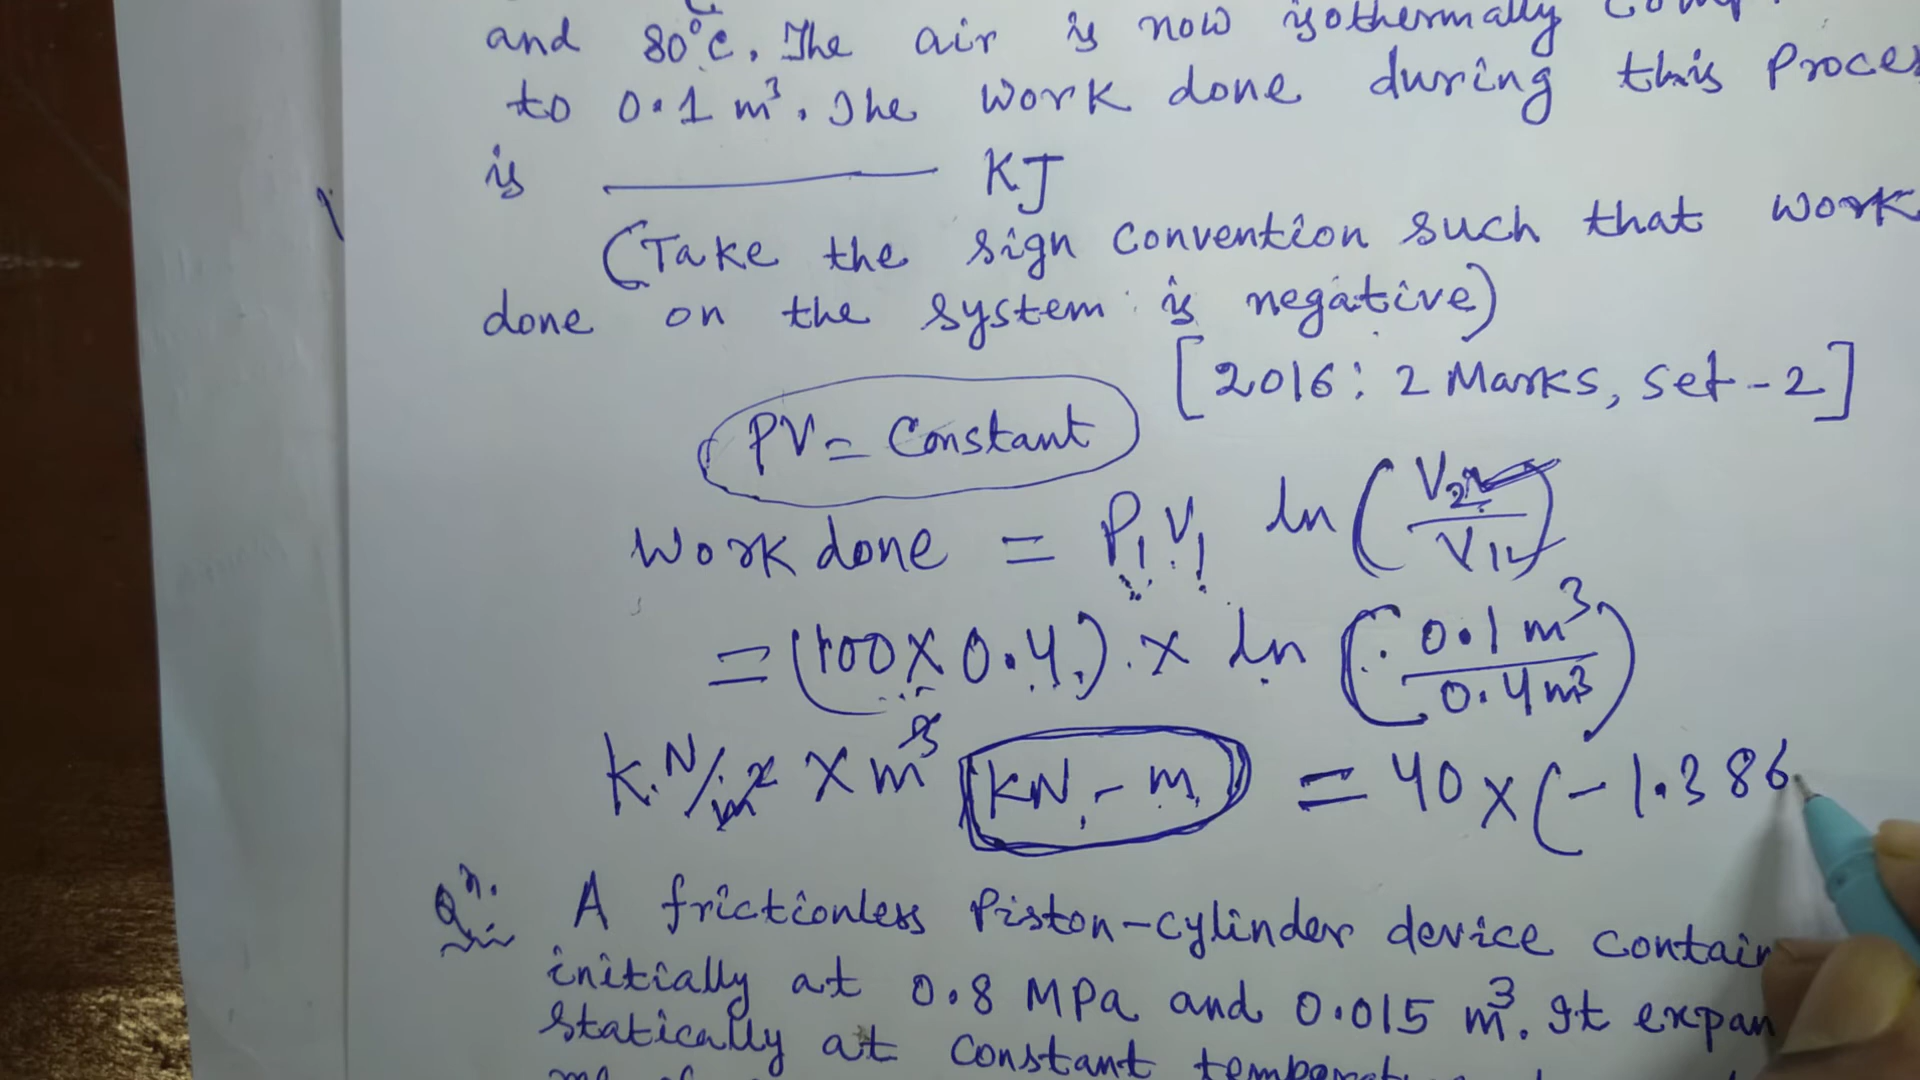 and 80°C. The air is now isothermally
to 0.1 m³. The work done during this
is ________ KJ
(Take the sign convention such that work
done on the system is negative)
[2016: 2 Marks, set-2]
PV = Constant
Work done = P₁V₁ ln (V₂/V₁)
= (100 × 0.4) × ln (0.1 m³/0.4 m³)
k.N/m² × m³ KN-m = 40 × (-1.386
Qn. A frictionless Piston-cylinder device
initially at 0.8 MPa and 0.015 m³. It
statically at constant